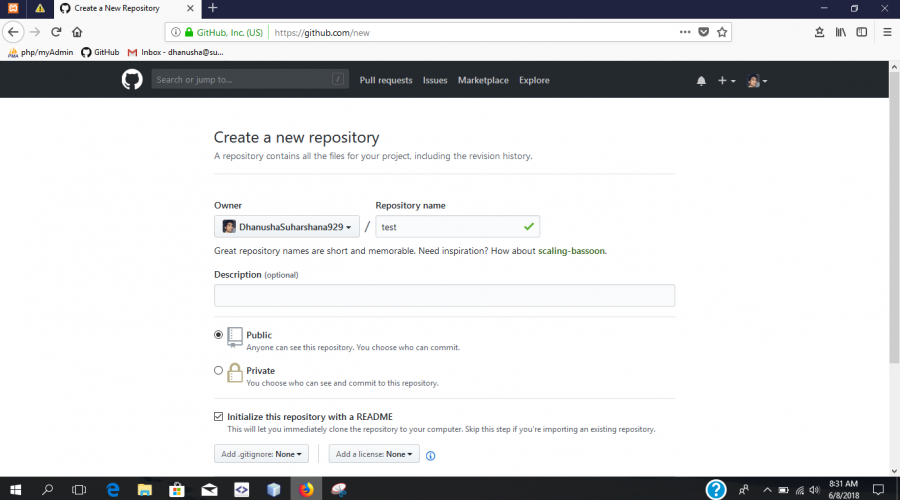 Create a New Repository
GitHub, Inc. (US)
https://github.com/new
php/myAdmin
GitHub
Inbox - dhanusha@su...
Search or jump to...
/
Pull requests
Issues
Marketplace
Explore
Create a new repository
A repository contains all the files for your project, including the revision history.
Owner
Repository name
DhanushaSuharshana929
/
test
Great repository names are short and memorable. Need inspiration? How about scaling-bassoon.
Description (optional)
Public
Anyone can see this repository. You choose who can commit.
Private
You choose who can see and commit to this repository.
Initialize this repository with a README
This will let you immediately clone the repository to your computer. Skip this step if you're importing an existing repository.
Add .gitignore: None
Add a license: None
8:31 AM
6/8/2018